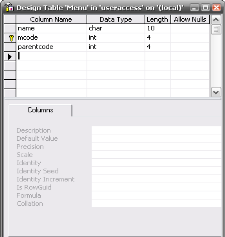 Design Table 'Menu' in 'useraccess' on '(local)'
Column Name Data Type Length Allow Nulls
name char 10
mcode int 4
parentcode int 4
Columns
Description
Default Value
Precision
Scale
Identity
Identity Seed
Identity Increment
Is RowGuid
Formula
Collation